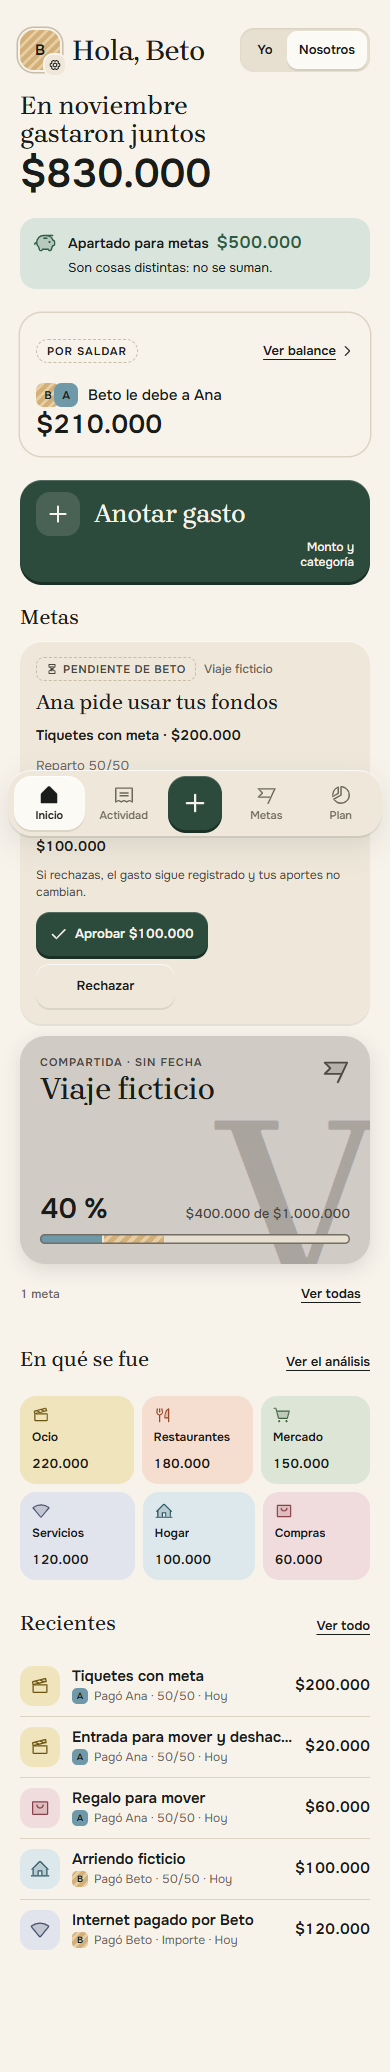 B
Hola, Beto
Yo
Nosotros
En noviembre
gastaron juntos
$830.000
Apartado para metas $500.000
Son cosas distintas: no se suman.
POR SALDAR
Ver balance
B A Beto le debe a Ana
$210.000
Anotar gasto
Monto y
categoría
Metas
PENDIENTE DE BETO Viaje ficticio
Ana pide usar tus fondos
Tiquetes con meta · $200.000
Reparto 50/50
Inicio
Actividad
Metas
Plan
$100.000
Si rechazas, el gasto sigue registrado y tus aportes no
cambian.
Aprobar $100.000
Rechazar
COMPARTIDA · SIN FECHA
Viaje ficticio
V
40 %
$400.000 de $1.000.000
1 meta
Ver todas
En qué se fue
Ver el análisis
Ocio
220.000
Restaurantes
180.000
Mercado
150.000
Servicios
120.000
Hogar
100.000
Compras
60.000
Recientes
Ver todo
Tiquetes con meta
A Pagó Ana · 50/50 · Hoy
$200.000
Entrada para mover y deshac...
A Pagó Ana · 50/50 · Hoy
$20.000
Regalo para mover
A Pagó Ana · 50/50 · Hoy
$60.000
Arriendo ficticio
B Pagó Beto · 50/50 · Hoy
$100.000
Internet pagado por Beto
B Pagó Beto · Importe · Hoy
$120.000